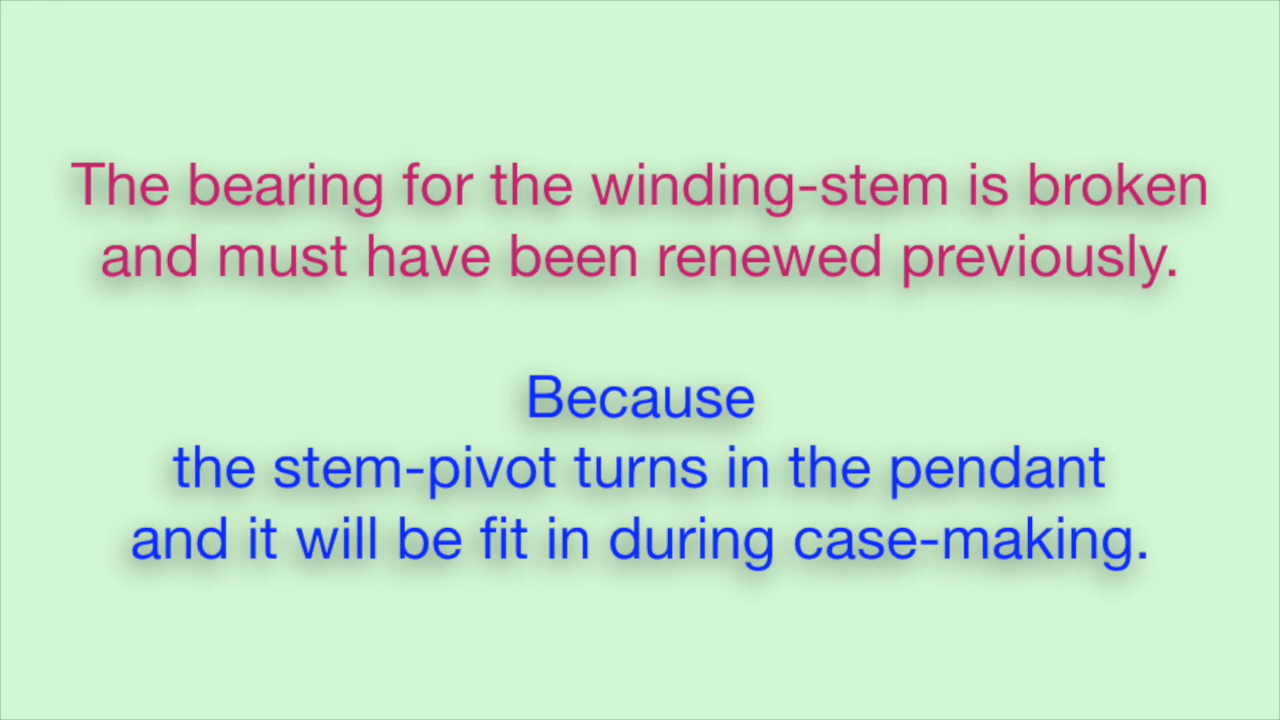 The bearing for the winding-stem is broken
and must have been renewed previously.
Because
the stem-pivot turns in the pendant
and it will be fit in during case-making.